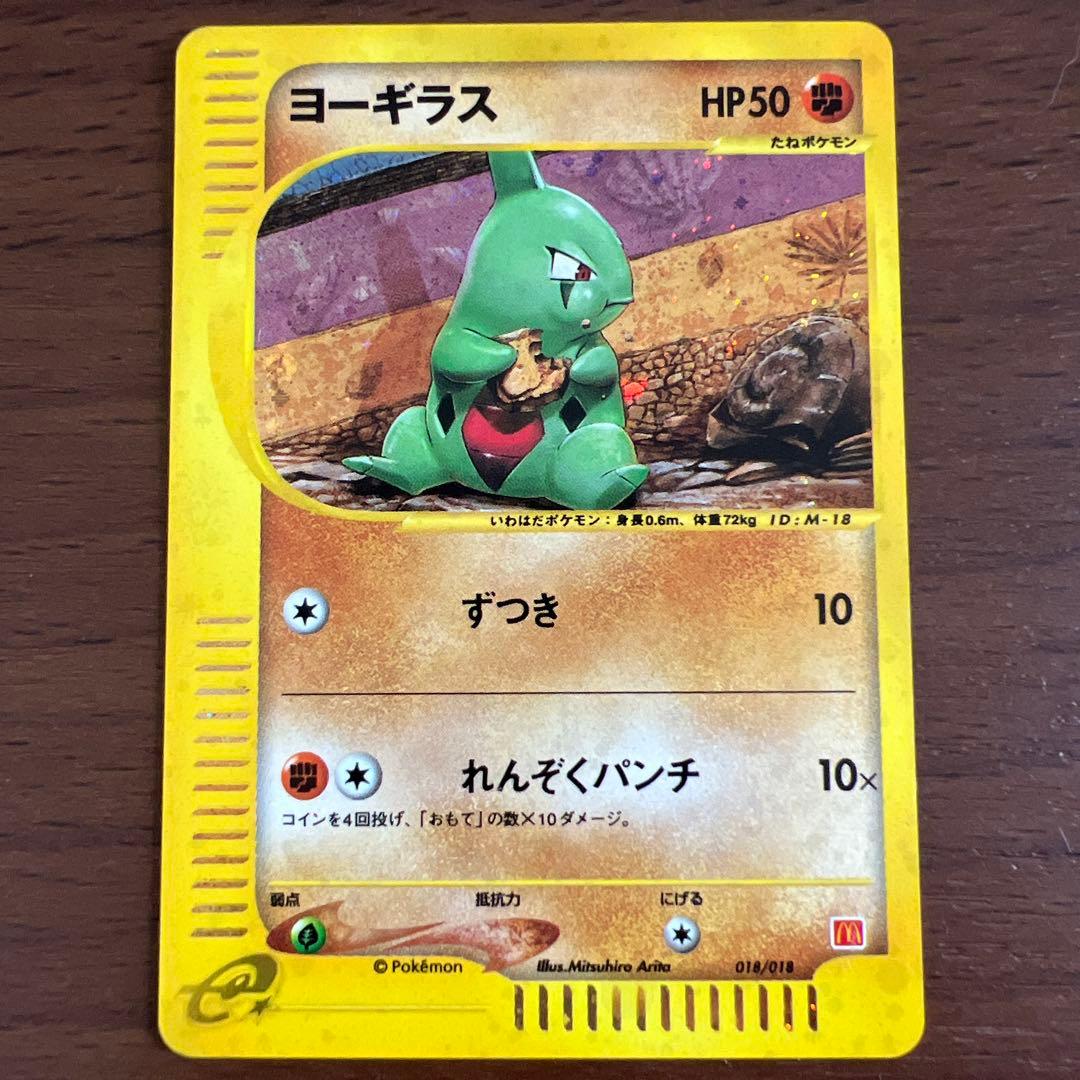 ヨーギラス HP50
たねポケモン
いわはだポケモン：身長0.6m、体重72kg ID:M-18
ずつき 10
れんぞくパンチ 10×
コインを4回投げ、「おもて」の数×10ダメージ。
弱点 抵抗力 にげる
© Pokémon Illus.Mitsuhiro Arita 018/018
e